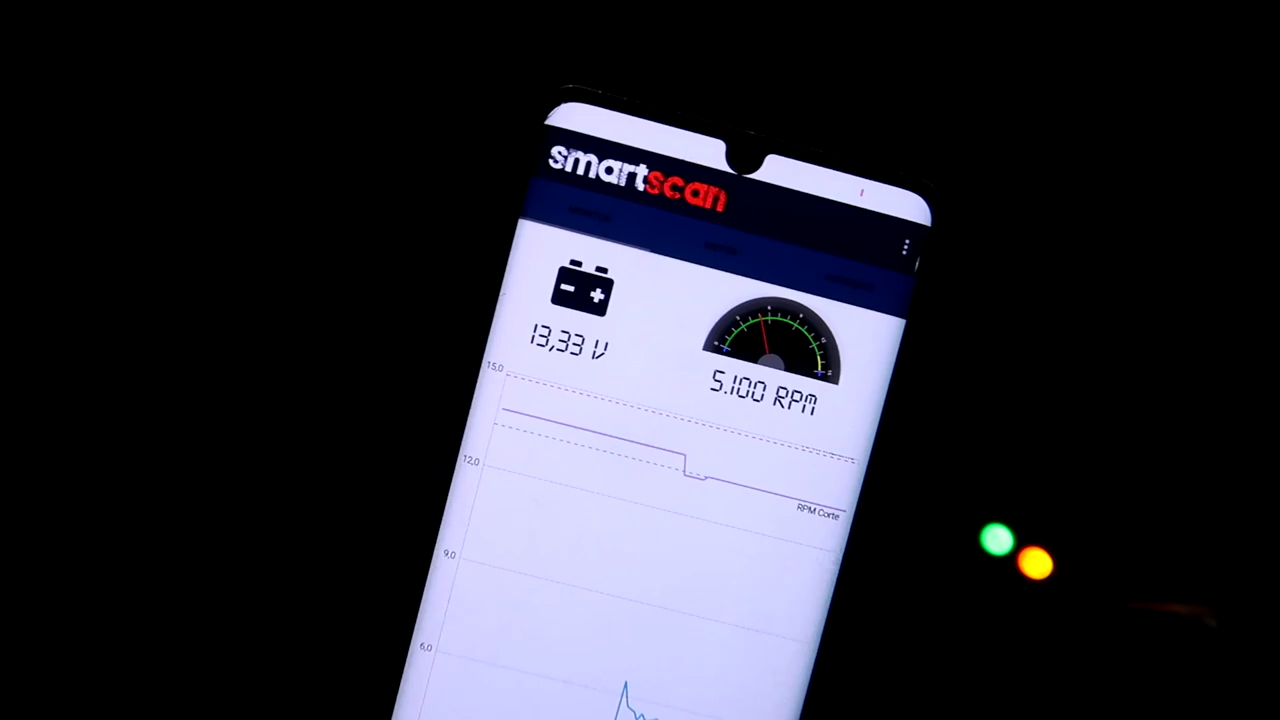 smartscan
13,33 V
5.100 RPM
15,0
12,0
RPM Corte
9,0
6,0